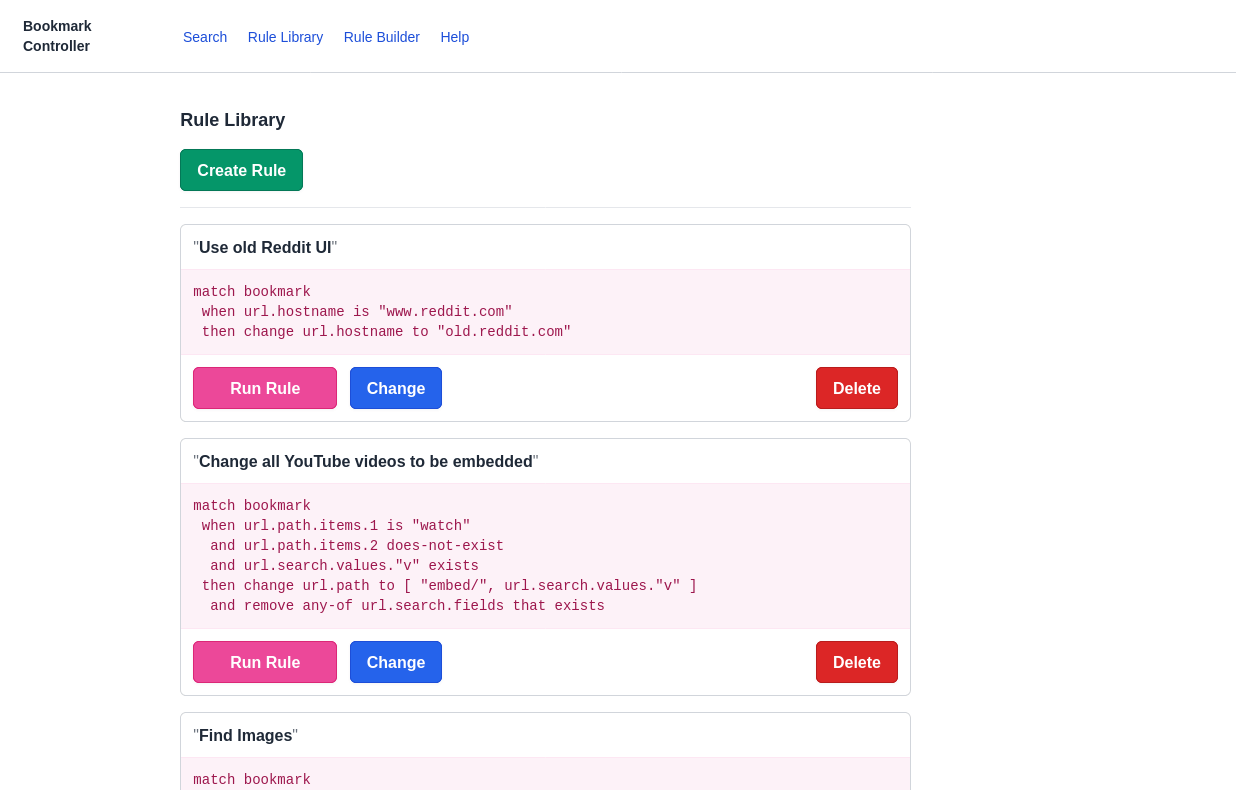 Bookmark
Controller
Search Rule Library Rule Builder Help
Rule Library
Create Rule
"Use old Reddit UI"
match bookmark
 when url.hostname is "www.reddit.com"
 then change url.hostname to "old.reddit.com"
Run Rule Change Delete
"Change all YouTube videos to be embedded"
match bookmark
 when url.path.items.1 is "watch"
  and url.path.items.2 does-not-exist
  and url.search.values."v" exists
 then change url.path to [ "embed/", url.search.values."v" ]
  and remove any-of url.search.fields that exists
Run Rule Change Delete
"Find Images"
match bookmark